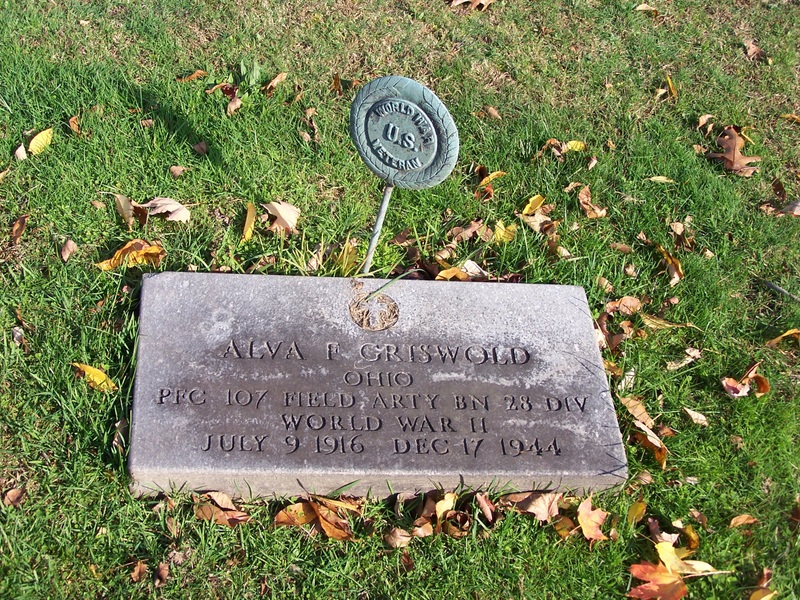 WORLD WAR II
U.S.
VETERAN
ALVA F GRISWOLD
OHIO
PFC 107 FIELD ARTY BN 28 DIV
WORLD WAR II
JULY 9 1916 DEC 17 1944